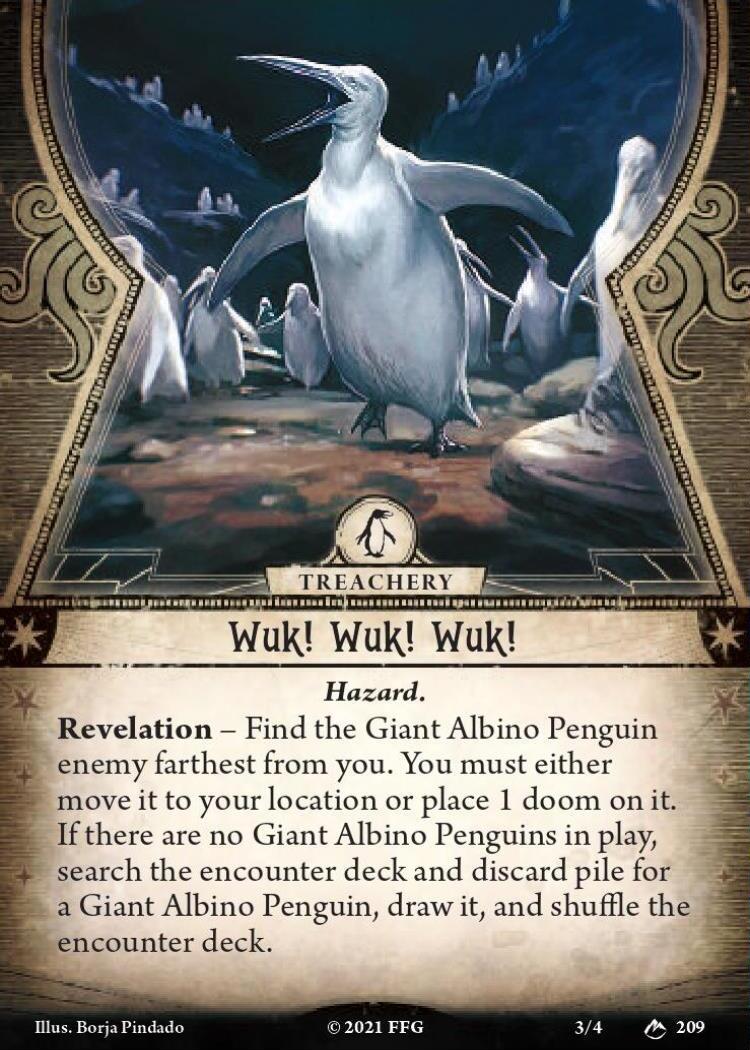 TREACHERY
Wuk! Wuk! Wuk!
Hazard.
Revelation – Find the Giant Albino Penguin
enemy farthest from you. You must either
move it to your location or place 1 doom on it.
If there are no Giant Albino Penguins in play,
search the encounter deck and discard pile for
a Giant Albino Penguin, draw it, and shuffle the
encounter deck.
Illus. Borja Pindado © 2021 FFG 3/4 209